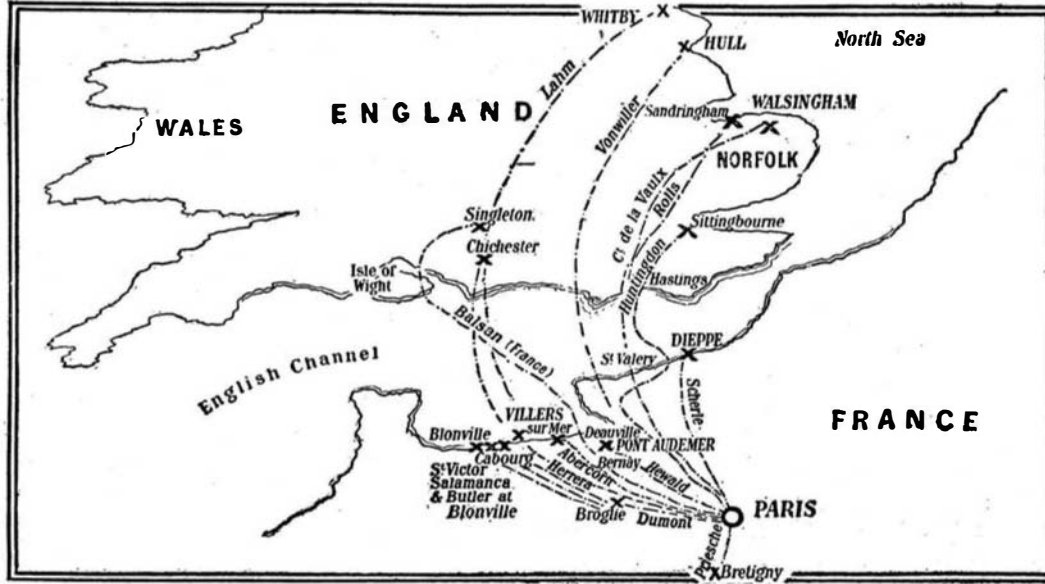 WHITBY
North Sea
HULL
Lahm
ENGLAND
WALES
Vonwiller
Sandringham
WALSINGHAM
NORFOLK
Ct. de la Vaulx
Rolls
Singleton.
Sittingbourne
Chichester
Huntingdon
Isle of
Wight
Hastings
Balsan (France)
English Channel
St Valery
DIEPPE
Scherle
FRANCE
VILLERS
sur Mer
Blonville
Deauville
PONT AUDEMER
Cabourg
Bernay
Hewald
Abercorn
Herrera
St Victor
Salamanca
& Butler at
Blonville
Broglie
Dumont
PARIS
Bretigny